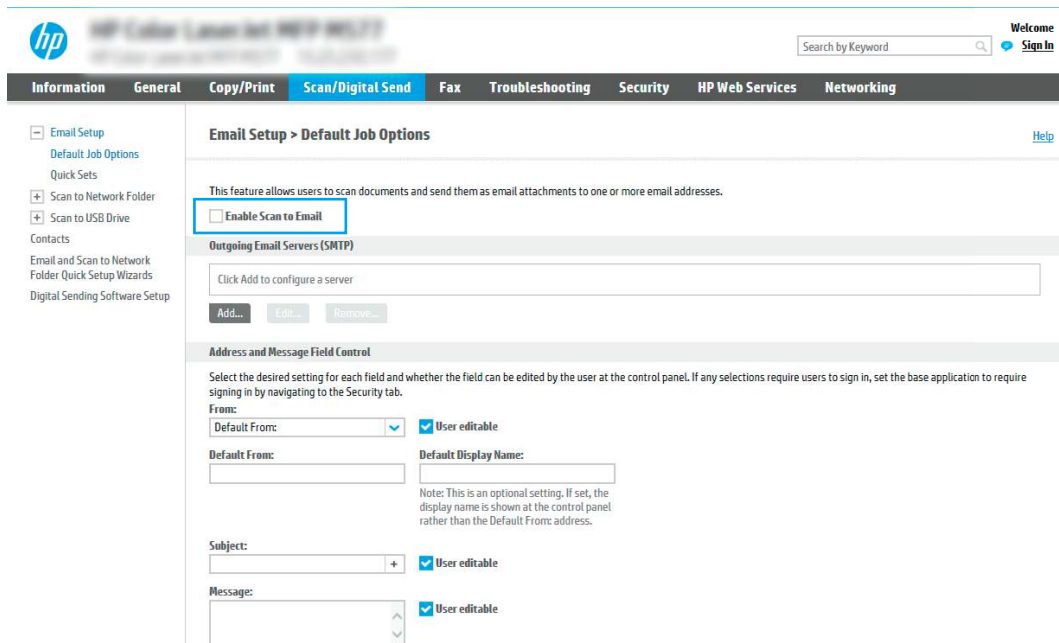 hp
Welcome
Search by Keyword
Sign In
Information General Copy/Print Scan/Digital Send Fax Troubleshooting Security HP Web Services Networking
Email Setup
Default Job Options
Quick Sets
Scan to Network Folder
Scan to USB Drive
Contacts
Email and Scan to Network
Folder Quick Setup Wizards
Digital Sending Software Setup
Email Setup > Default Job Options
Help
This feature allows users to scan documents and send them as email attachments to one or more email addresses.
Enable Scan to Email
Outgoing Email Servers (SMTP)
Click Add to configure a server
Add... Edit... Remove...
Address and Message Field Control
Select the desired setting for each field and whether the field can be edited by the user at the control panel. If any selections require users to sign in, set the base application to require
signing in by navigating to the Security tab.
From:
Default From: User editable
Default From: Default Display Name:
Note: This is an optional setting. If set, the
display name is shown at the control panel
rather than the Default From: address.
Subject:
+ User editable
Message:
User editable